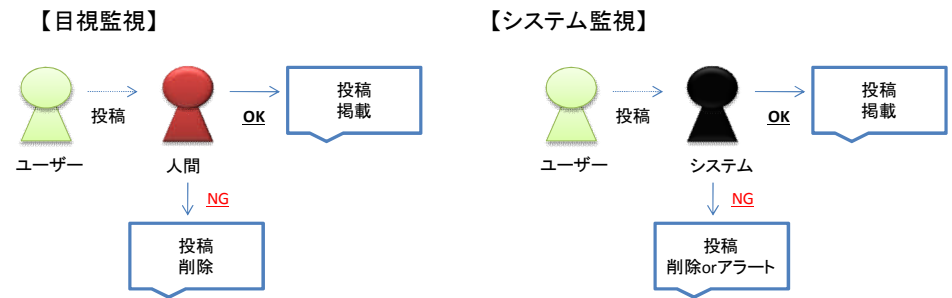 【目視監視】
投稿
OK
投稿
掲載
ユーザー
人間
NG
投稿
削除
【システム監視】
投稿
OK
投稿
掲載
ユーザー
システム
NG
投稿
削除orアラート